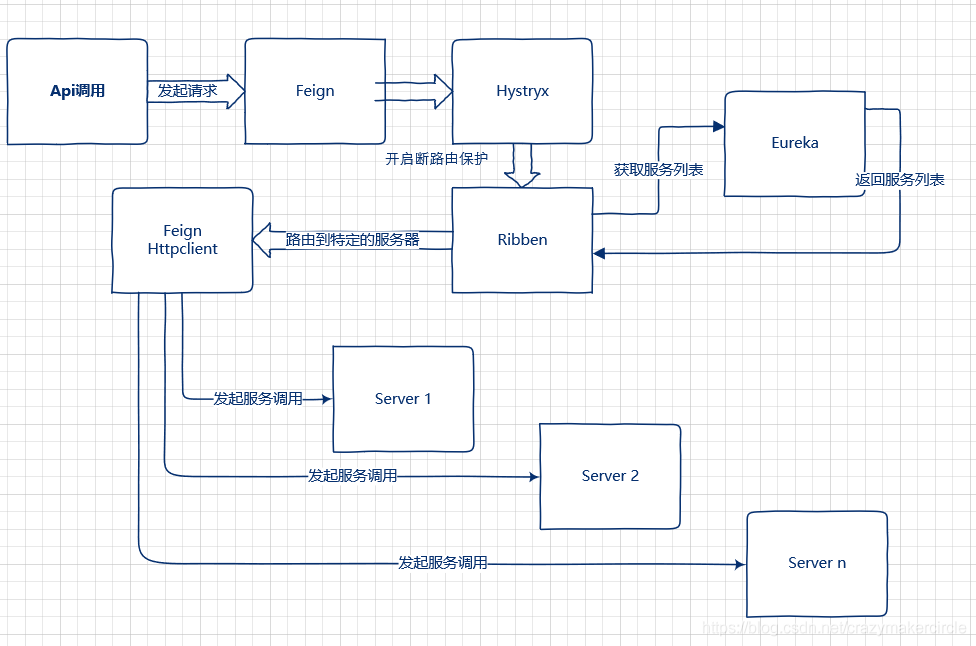 Api调用
发起请求
Feign
Hystryx
开启断路由保护
Eureka
获取服务列表
返回服务列表
Feign
Httpclient
路由到特定的服务器
Ribben
发起服务调用
Server 1
发起服务调用
Server 2
发起服务调用
Server n
https://blog.csdn.net/crazymakercircle